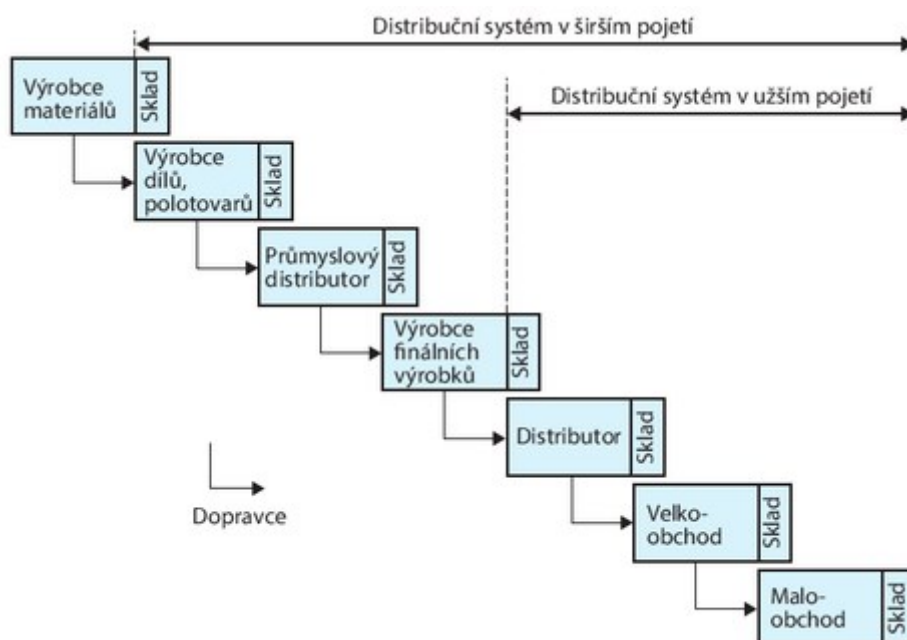 Distribuční systém v širším pojetí
Výrobce
materiálů
Sklad
Distribuční systém v užším pojetí
Výrobce
dílů,
polotovarů
Sklad
Průmyslový
distributor
Sklad
Výrobce
finálních
výrobků
Sklad
Distributor
Sklad
Dopravce
Velko-
obchod
Sklad
Malo-
obchod
Sklad